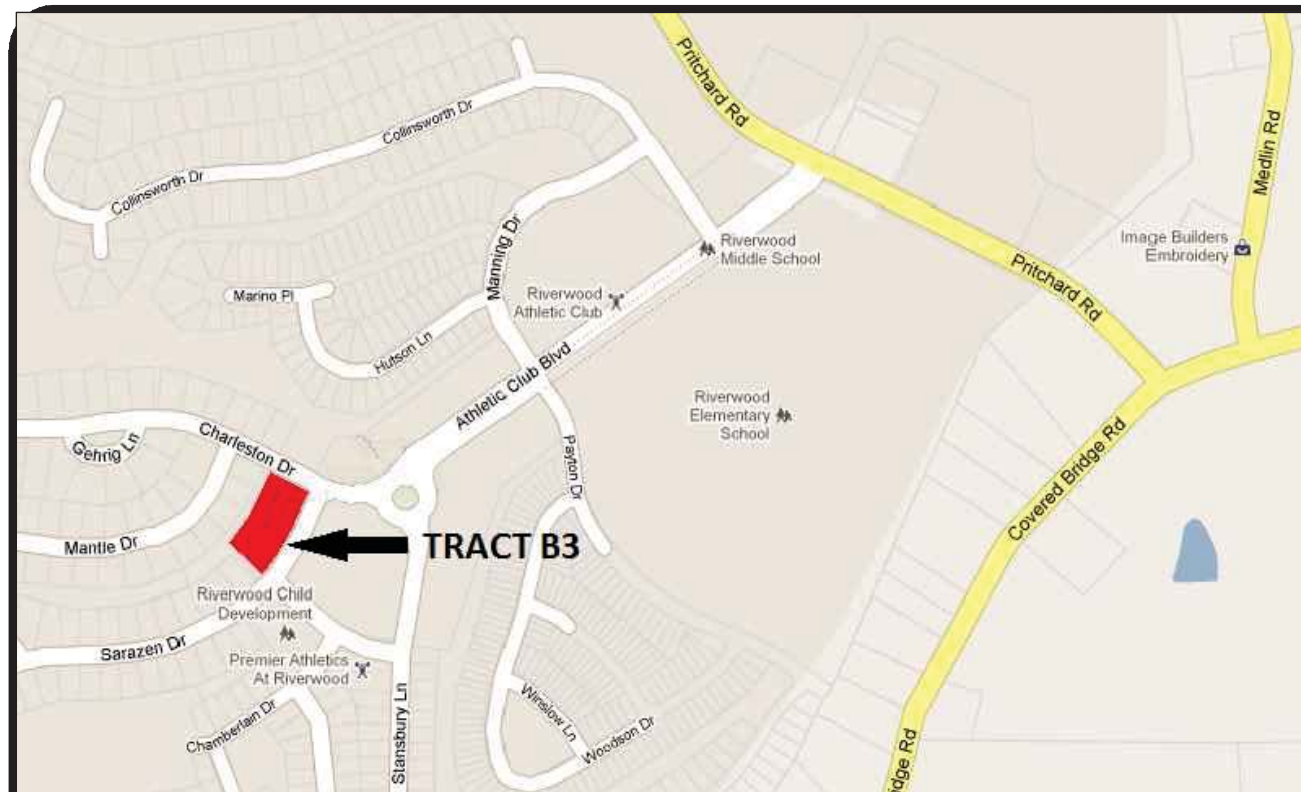 Pritchard Rd
Collinsworth Dr
Collinsworth Dr
Medlin Rd
Manning Dr
Riverwood
Middle School
Image Builders
Embroidery
Pritchard Rd
Marino Pl
Riverwood
Athletic Club
Hutson Ln
Athletic Club Blvd
Riverwood
Elementary
School
Charleston Dr
Gehrig Ln
Payton Dr
Covered Bridge Rd
Mantle Dr
TRACT B3
Riverwood Child
Development
Sarazen Dr
Premier Athletics
At Riverwood
Stansbury Ln
Winslow Ln
Woodson Dr
Chamberlain Dr
idge Rd